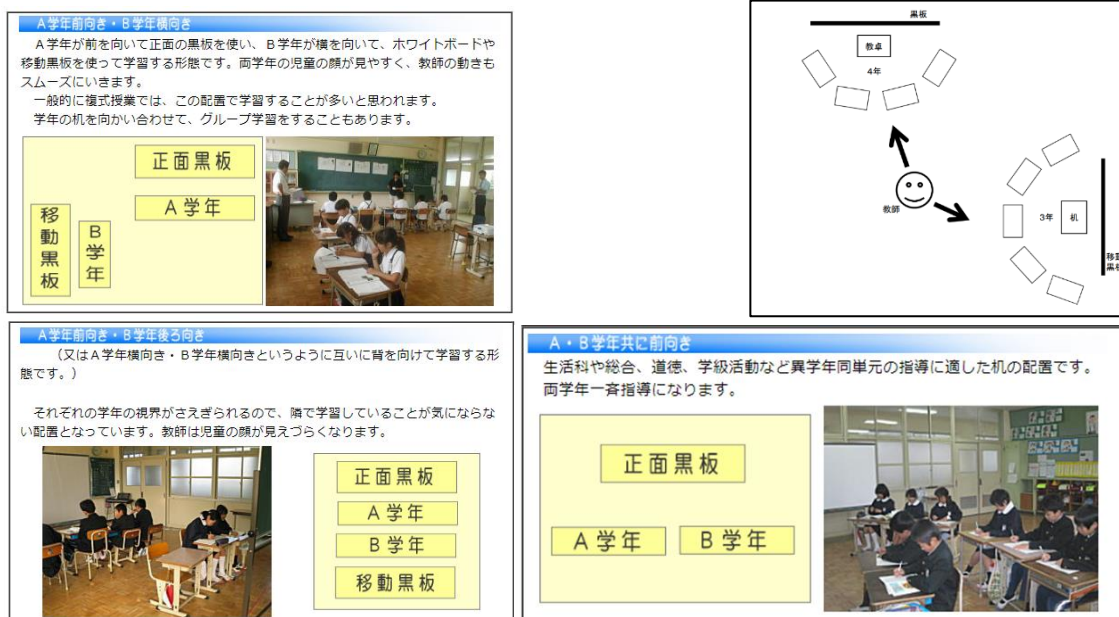 A学年前向き・B学年横向き
A学年が前を向いて正面の黒板を使い、B学年が横を向いて、ホワイトボードや
移動黒板を使って学習する形態です。両学年の児童の顔が見やすく、教師の動きも
スムーズにいきます。
一般的に複式授業では、この配置で学習することが多いと思われます。
学年の机を向かい合わせて、グループ学習をすることもあります。
正面黒板
A学年
移動黒板
B学年
黒板
教卓
4年
教師
3年
机
移動
黒板
A学年前向き・B学年後ろ向き
(又はA学年横向き・B学年横向きというように互いに背を向けて学習する形
態です。)
それぞれの学年の視界がさえぎられるので、隣で学習していることが気にならな
い配置となっています。教師は児童の顔が見えづらくなります。
正面黒板
A学年
B学年
移動黒板
A・B学年共に前向き
生活科や総合、道徳、学級活動など異学年同単元の指導に適した机の配置です。
両学年一斉指導になります。
正面黒板
A学年
B学年